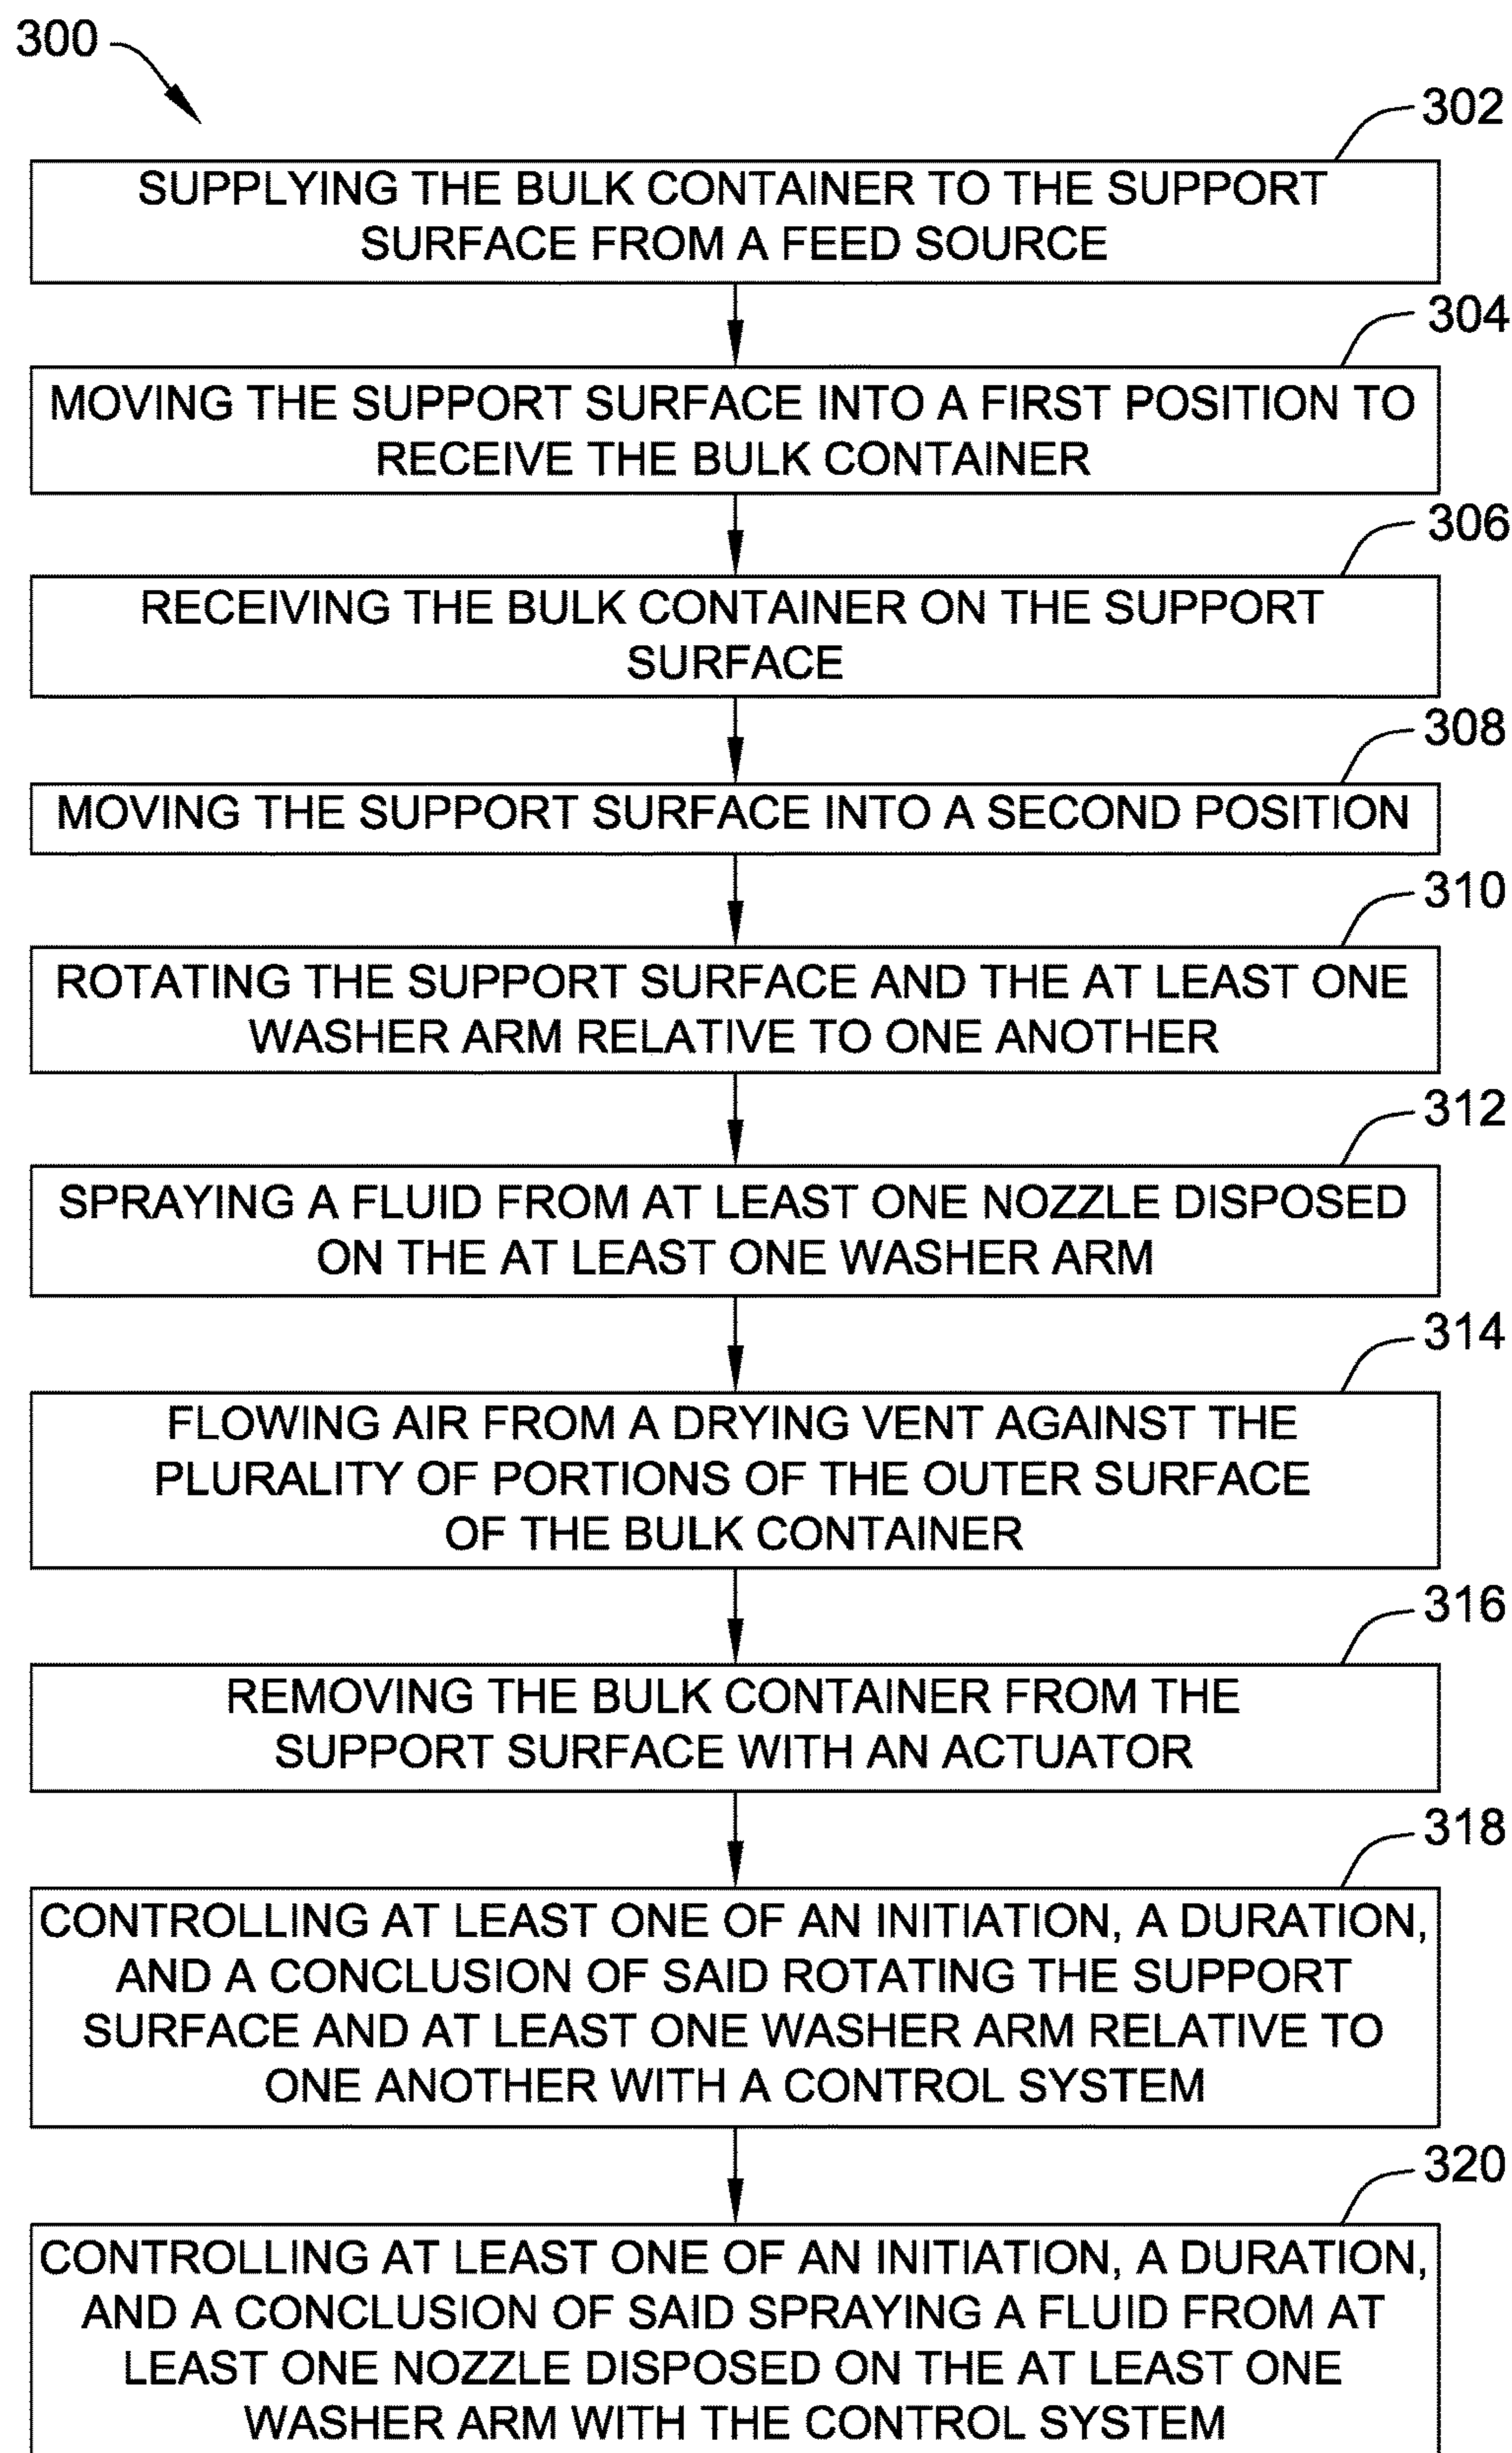 300
302
SUPPLYING THE BULK CONTAINER TO THE SUPPORT
SURFACE FROM A FEED SOURCE
304
MOVING THE SUPPORT SURFACE INTO A FIRST POSITION TO
RECEIVE THE BULK CONTAINER
306
RECEIVING THE BULK CONTAINER ON THE SUPPORT
SURFACE
308
MOVING THE SUPPORT SURFACE INTO A SECOND POSITION
310
ROTATING THE SUPPORT SURFACE AND THE AT LEAST ONE
WASHER ARM RELATIVE TO ONE ANOTHER
312
SPRAYING A FLUID FROM AT LEAST ONE NOZZLE DISPOSED
ON THE AT LEAST ONE WASHER ARM
314
FLOWING AIR FROM A DRYING VENT AGAINST THE
PLURALITY OF PORTIONS OF THE OUTER SURFACE
OF THE BULK CONTAINER
316
REMOVING THE BULK CONTAINER FROM THE
SUPPORT SURFACE WITH AN ACTUATOR
318
CONTROLLING AT LEAST ONE OF AN INITIATION, A DURATION,
AND A CONCLUSION OF SAID ROTATING THE SUPPORT
SURFACE AND AT LEAST ONE WASHER ARM RELATIVE TO
ONE ANOTHER WITH A CONTROL SYSTEM
320
CONTROLLING AT LEAST ONE OF AN INITIATION, A DURATION,
AND A CONCLUSION OF SAID SPRAYING A FLUID FROM AT
LEAST ONE NOZZLE DISPOSED ON THE AT LEAST ONE
WASHER ARM WITH THE CONTROL SYSTEM